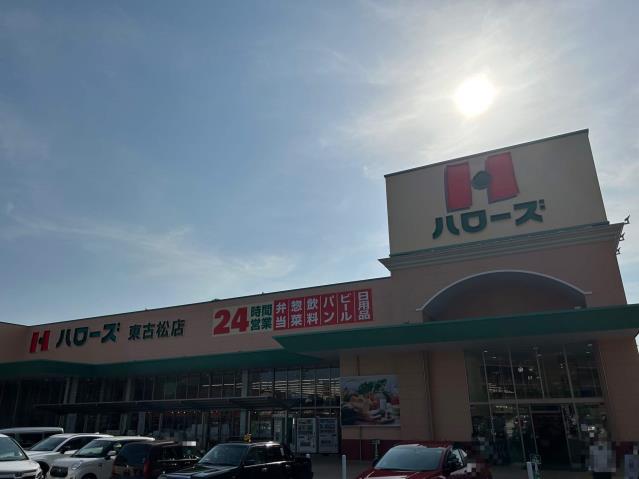 H
ハローズ
H ハローズ 東古松店
24時間営業 弁当 惣菜 飲料 パン ビール 日用品